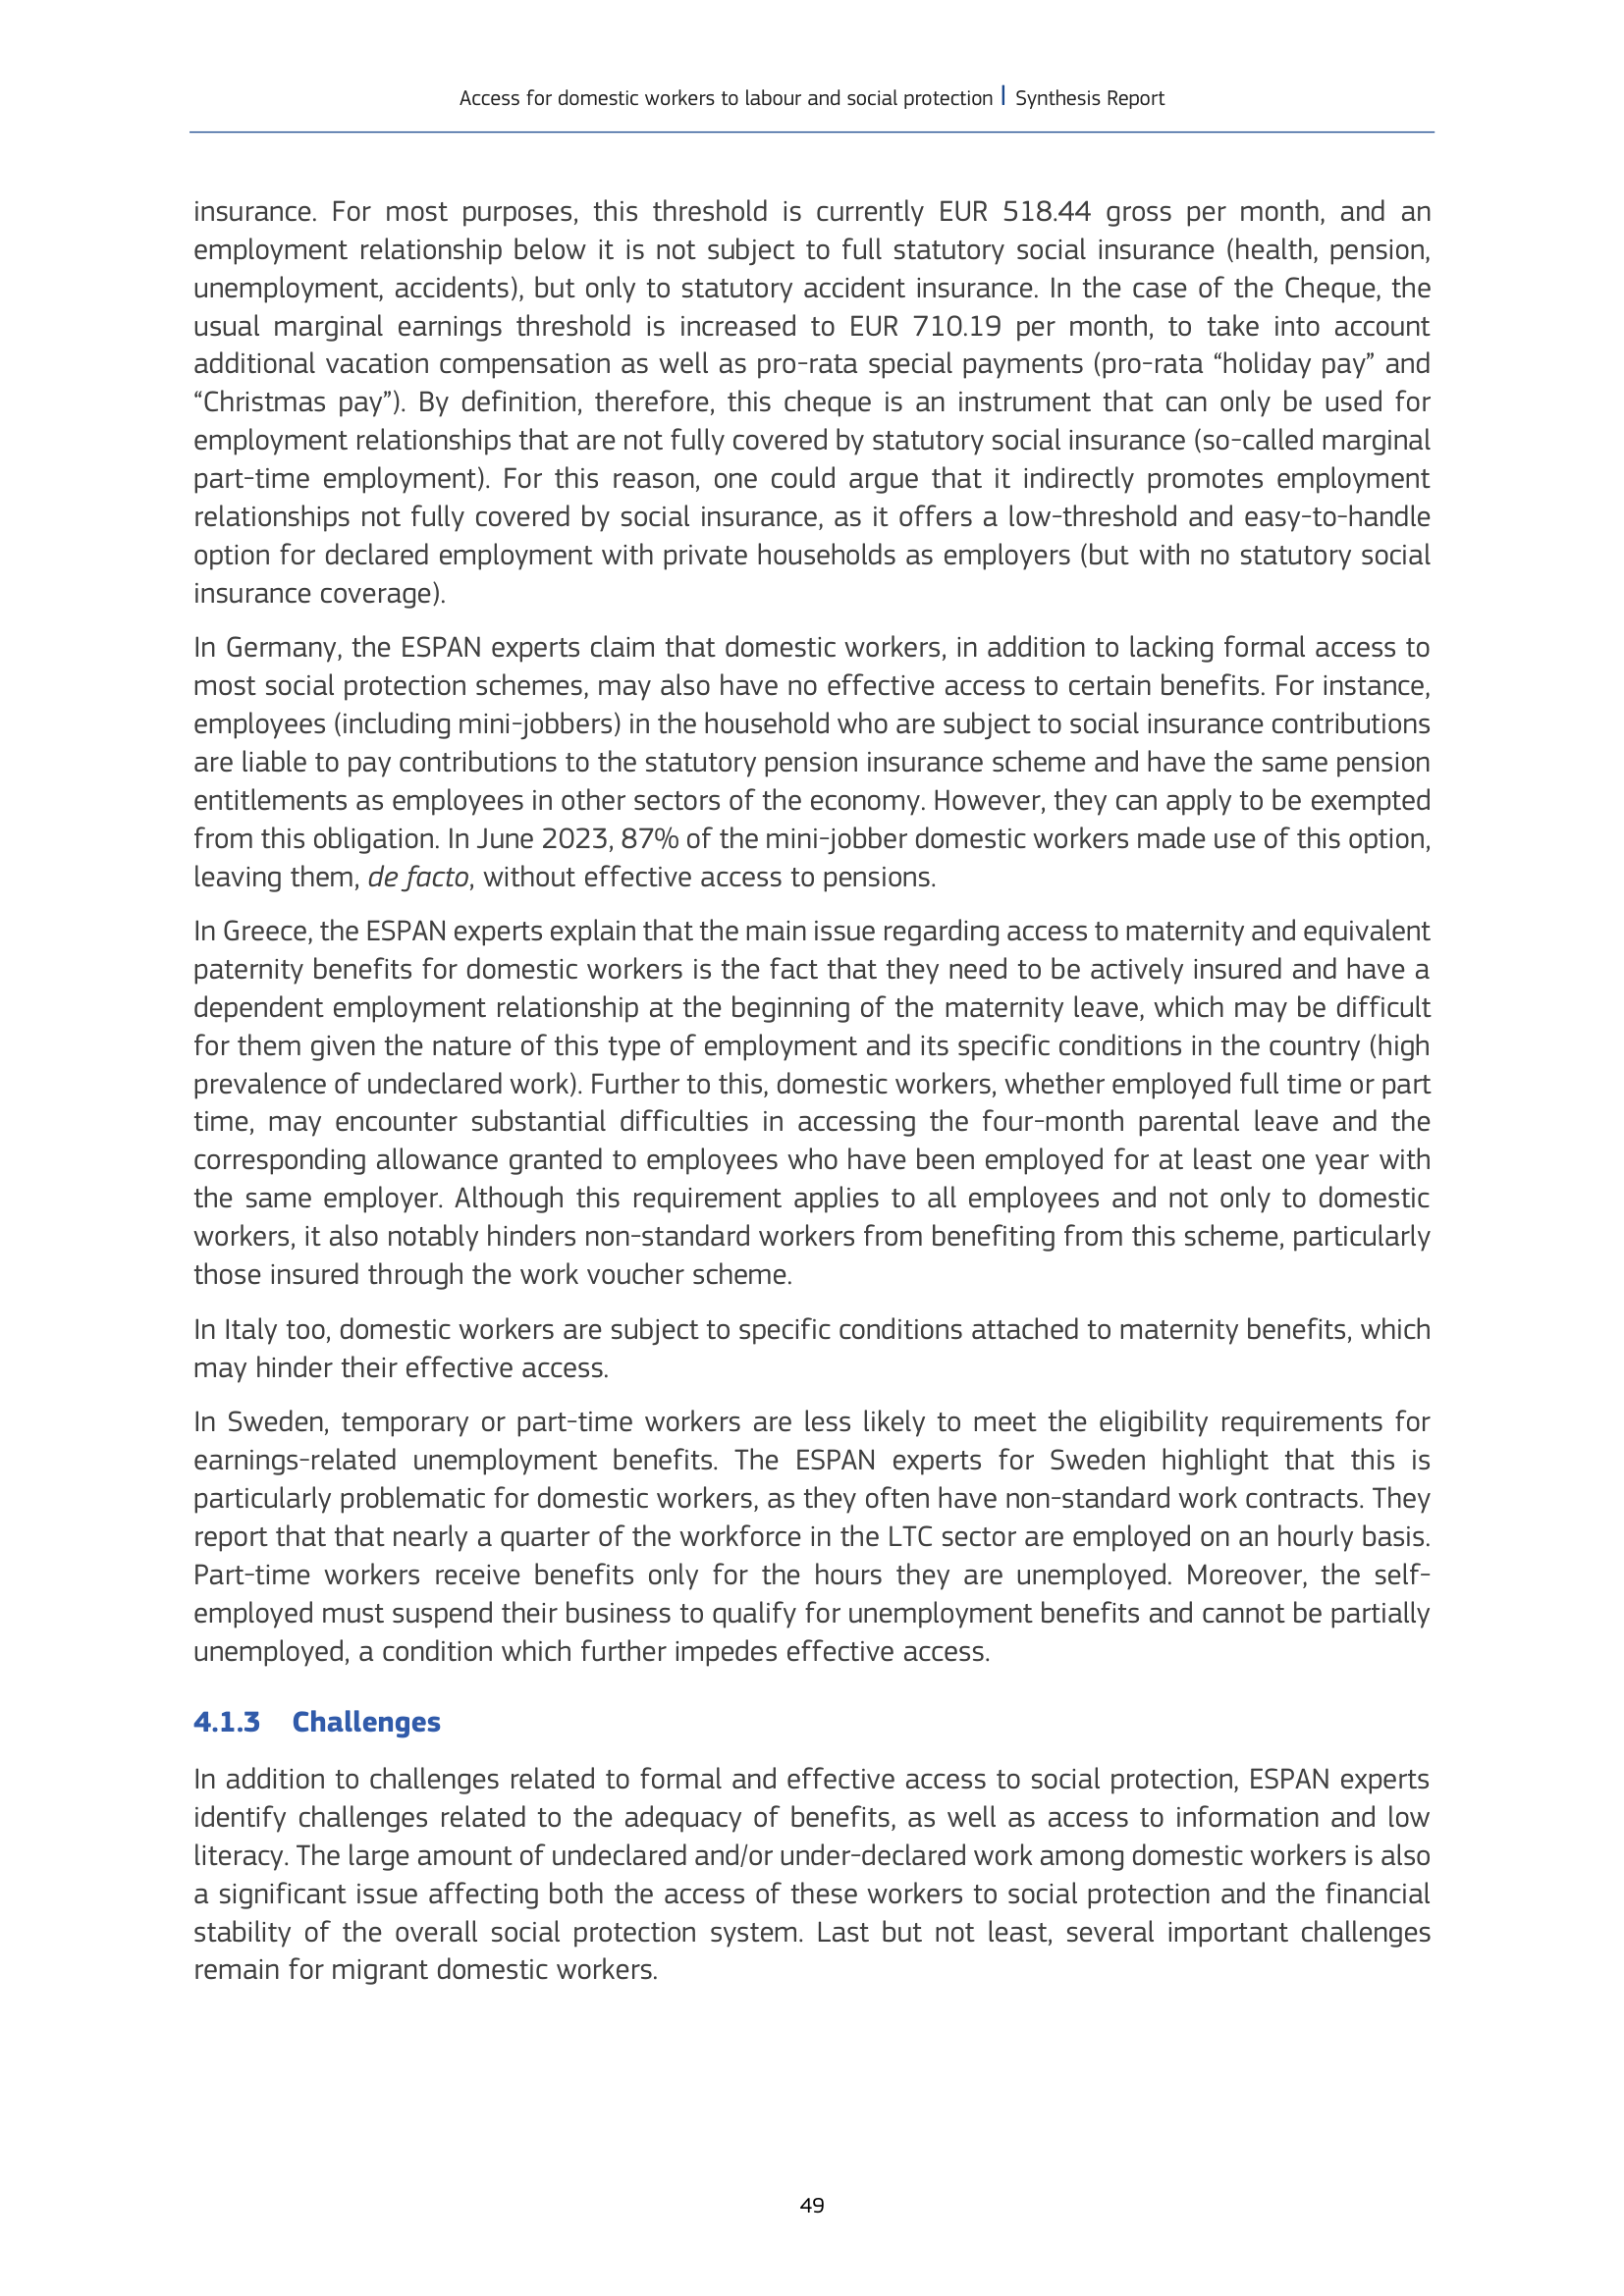 Access for domestic workers to labour and social protection | Synthesis Report
insurance. For most purposes, this threshold is currently EUR 518.44 gross per month, and an
employment relationship below it is not subject to full statutory social insurance (health, pension,
unemployment, accidents), but only to statutory accident insurance. In the case of the Cheque, the
usual marginal earnings threshold is increased to EUR 710.19 per month, to take into account
additional vacation compensation as well as pro-rata special payments (pro-rata “holiday pay” and
“Christmas pay”). By definition, therefore, this cheque is an instrument that can only be used for
employment relationships that are not fully covered by statutory social insurance (so-called marginal
part-time employment). For this reason, one could argue that it indirectly promotes employment
relationships not fully covered by social insurance, as it offers a low-threshold and easy-to-handle
option for declared employment with private households as employers (but with no statutory social
insurance coverage).
In Germany, the ESPAN experts claim that domestic workers, in addition to lacking formal access to
most social protection schemes, may also have no effective access to certain benefits. For instance,
employees (including mini-jobbers) in the household who are subject to social insurance contributions
are liable to pay contributions to the statutory pension insurance scheme and have the same pension
entitlements as employees in other sectors of the economy. However, they can apply to be exempted
from this obligation. In June 2023, 87% of the mini-jobber domestic workers made use of this option,
leaving them, de facto, without effective access to pensions.
In Greece, the ESPAN experts explain that the main issue regarding access to maternity and equivalent
paternity benefits for domestic workers is the fact that they need to be actively insured and have a
dependent employment relationship at the beginning of the maternity leave, which may be difficult
for them given the nature of this type of employment and its specific conditions in the country (high
prevalence of undeclared work). Further to this, domestic workers, whether employed full time or part
time, may encounter substantial difficulties in accessing the four-month parental leave and the
corresponding allowance granted to employees who have been employed for at least one year with
the same employer. Although this requirement applies to all employees and not only to domestic
workers, it also notably hinders non-standard workers from benefiting from this scheme, particularly
those insured through the work voucher scheme.
In Italy too, domestic workers are subject to specific conditions attached to maternity benefits, which
may hinder their effective access.
In Sweden, temporary or part-time workers are less likely to meet the eligibility requirements for
earnings-related unemployment benefits. The ESPAN experts for Sweden highlight that this is
particularly problematic for domestic workers, as they often have non-standard work contracts. They
report that that nearly a quarter of the workforce in the LTC sector are employed on an hourly basis.
Part-time workers receive benefits only for the hours they are unemployed. Moreover, the self-
employed must suspend their business to qualify for unemployment benefits and cannot be partially
unemployed, a condition which further impedes effective access.
4.1.3 Challenges
In addition to challenges related to formal and effective access to social protection, ESPAN experts
identify challenges related to the adequacy of benefits, as well as access to information and low
literacy. The large amount of undeclared and/or under-declared work among domestic workers is also
a significant issue affecting both the access of these workers to social protection and the financial
stability of the overall social protection system. Last but not least, several important challenges
remain for migrant domestic workers.
49